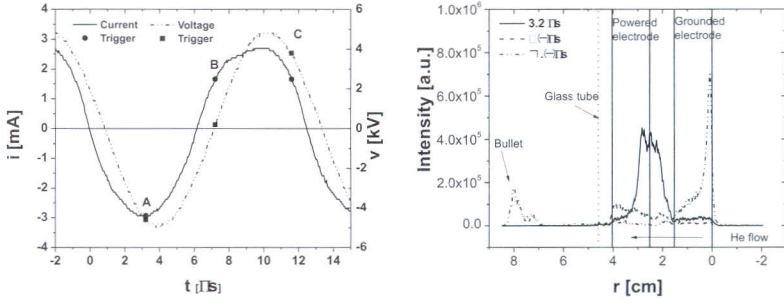 Current Voltage
Trigger Trigger
i [mA]
4
3
2
1
0
-1
-2
-3
-4
A
B
C
6
4
2
0
-2
-4
-6
v [kV]
-2 0 2 4 6 8 10 12 14
Intensity [a.u.]
1.0x10⁶
8.0x10⁵
6.0x10⁵
4.0x10⁵
2.0x10⁵
0.0
Powered electrode
Grounded electrode
Glass tube
Bullet
He flow
8 6 4 2 0 -2
r [cm]